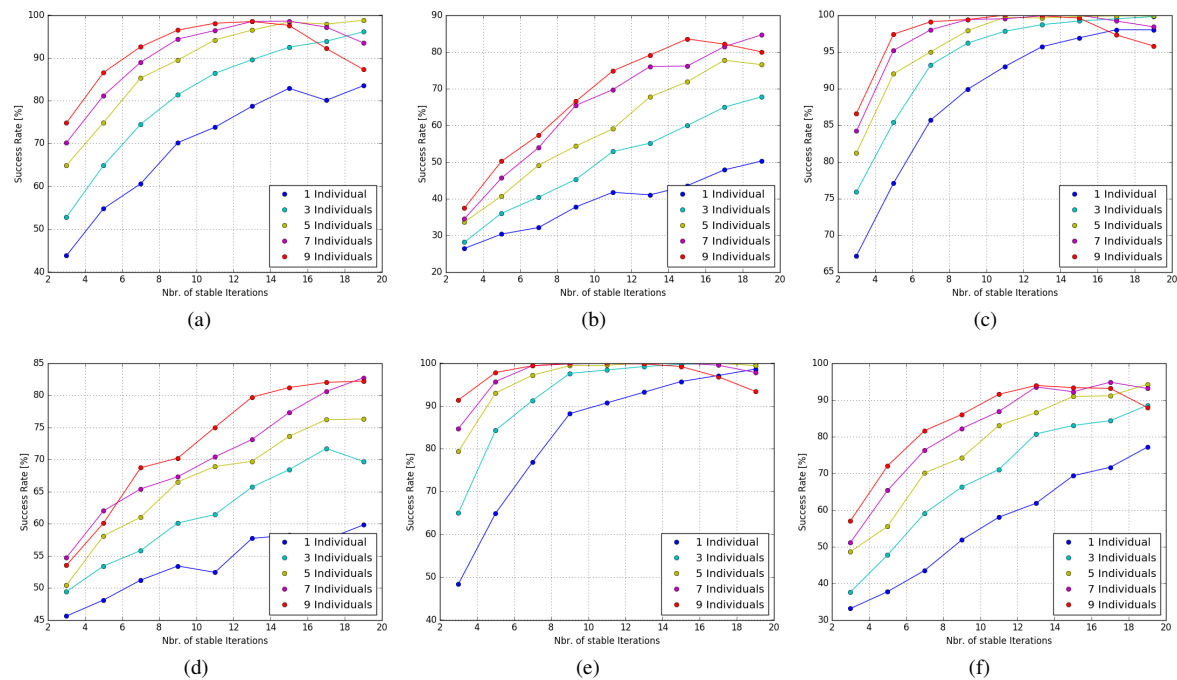 100
90
80
70
60
50
40
Success Rate [%]
1 Individual
3 Individuals
5 Individuals
7 Individuals
9 Individuals
2 4 6 8 10 12 14 16 18 20
Nbr. of stable Iterations
(a)
90
80
70
60
50
40
30
20
Success Rate [%]
1 Individual
3 Individuals
5 Individuals
7 Individuals
9 Individuals
2 4 6 8 10 12 14 16 18 20
Nbr. of stable Iterations
(b)
100
95
90
85
80
75
70
65
Success Rate [%]
1 Individual
3 Individuals
5 Individuals
7 Individuals
9 Individuals
2 4 6 8 10 12 14 16 18 20
Nbr. of stable Iterations
(c)
85
80
75
70
65
60
55
50
45
Success Rate [%]
1 Individual
3 Individuals
5 Individuals
7 Individuals
9 Individuals
2 4 6 8 10 12 14 16 18 20
Nbr. of stable Iterations
(d)
100
90
80
70
60
50
40
Success Rate [%]
1 Individual
3 Individuals
5 Individuals
7 Individuals
9 Individuals
2 4 6 8 10 12 14 16 18 20
Nbr. of stable Iterations
(e)
100
90
80
70
60
50
40
30
Success Rate [%]
1 Individual
3 Individuals
5 Individuals
7 Individuals
9 Individuals
2 4 6 8 10 12 14 16 18 20
Nbr. of stable Iterations
(f)